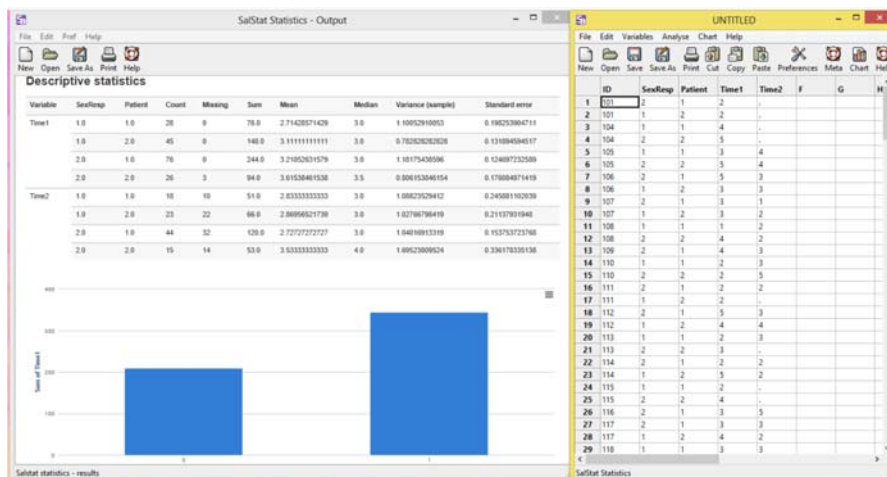 SalStat Statistics - Output
File Edit Pref Help
New Open Save As Print Help
Descriptive statistics
Variable SexResp Patient Count Missing Sum Mean Median Variance (sample) Standard error
Time1 1.0 1.0 28 0 76.0 2.71428571429 3.0 1.10052910053 0.198253904711
1.0 2.0 45 0 140.0 3.11111111111 3.0 0.782828282828 0.131894594517
2.0 1.0 76 0 244.0 3.21052631579 3.0 1.18175438596 0.124697232589
2.0 2.0 26 3 94.0 3.61538461538 3.5 0.806153846154
Time2 1.0 1.0 18 10 51.0 2.83333333333 3.0 1.08823529412 0.245881102039
1.0 2.0 23 22 66.0 2.86956521739 3.0 1.02766798419 0.21137931948
2.0 1.0 44 32 120.0 2.72727272727 3.0 1.04016913319 0.153753723768
2.0 2.0 15 14 53.0 3.53333333333 4.0 1.69523809524 0.336178335138
400
300
200
100
0
Sum of Time1
0 1
Salstat statistics - results
UNTITLED
File Edit Variables Analyse Chart Help
New Open Save Save As Print Cut Copy Paste Preferences Meta Chart Hel
ID SexResp Patient Time1 Time2 F G H
1 101 2 1 2 .
2 101 1 2 2 .
3 104 1 1 4 .
4 104 2 2 5 .
5 105 1 1 3 4
6 105 2 2 5 4
7 106 2 1 5 3
8 106 1 2 3 3
9 107 2 1 3 1
10 107 1 2 3 2
11 108 1 1 1 2
12 108 2 2 4 2
13 109 2 1 4 3
14 110 1 1 2 3
15 110 2 2 2 5
16 111 2 1 2 2
17 111 1 2 2 .
18 112 2 1 5 3
19 112 1 2 4 4
20 113 1 1 2 3
21 113 2 2 3 .
22 114 2 1 2 2
23 114 1 2 5 2
24 115 1 1 2 .
25 115 2 2 4 .
26 116 2 1 3 5
27 117 2 1 3 3
28 117 1 2 4 2
29 118 1 1 3 3
SalStat Statistics